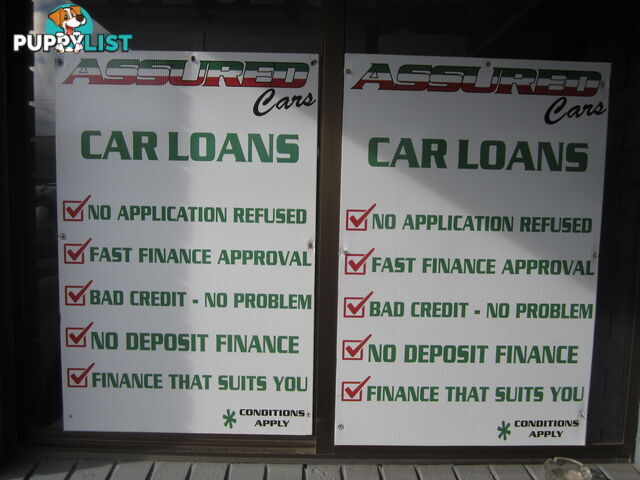 PUPPYLIST
ASSURED
Cars
CAR LOANS
NO APPLICATION REFUSED
FAST FINANCE APPROVAL
BAD CREDIT - NO PROBLEM
NO DEPOSIT FINANCE
FINANCE THAT SUITS YOU
* CONDITIONS
APPLY
ASSURED
Cars
CAR LOANS
NO APPLICATION REFUSED
FAST FINANCE APPROVAL
BAD CREDIT - NO PROBLEM
NO DEPOSIT FINANCE
FINANCE THAT SUITS YOU
* CONDITIONS
APPLY